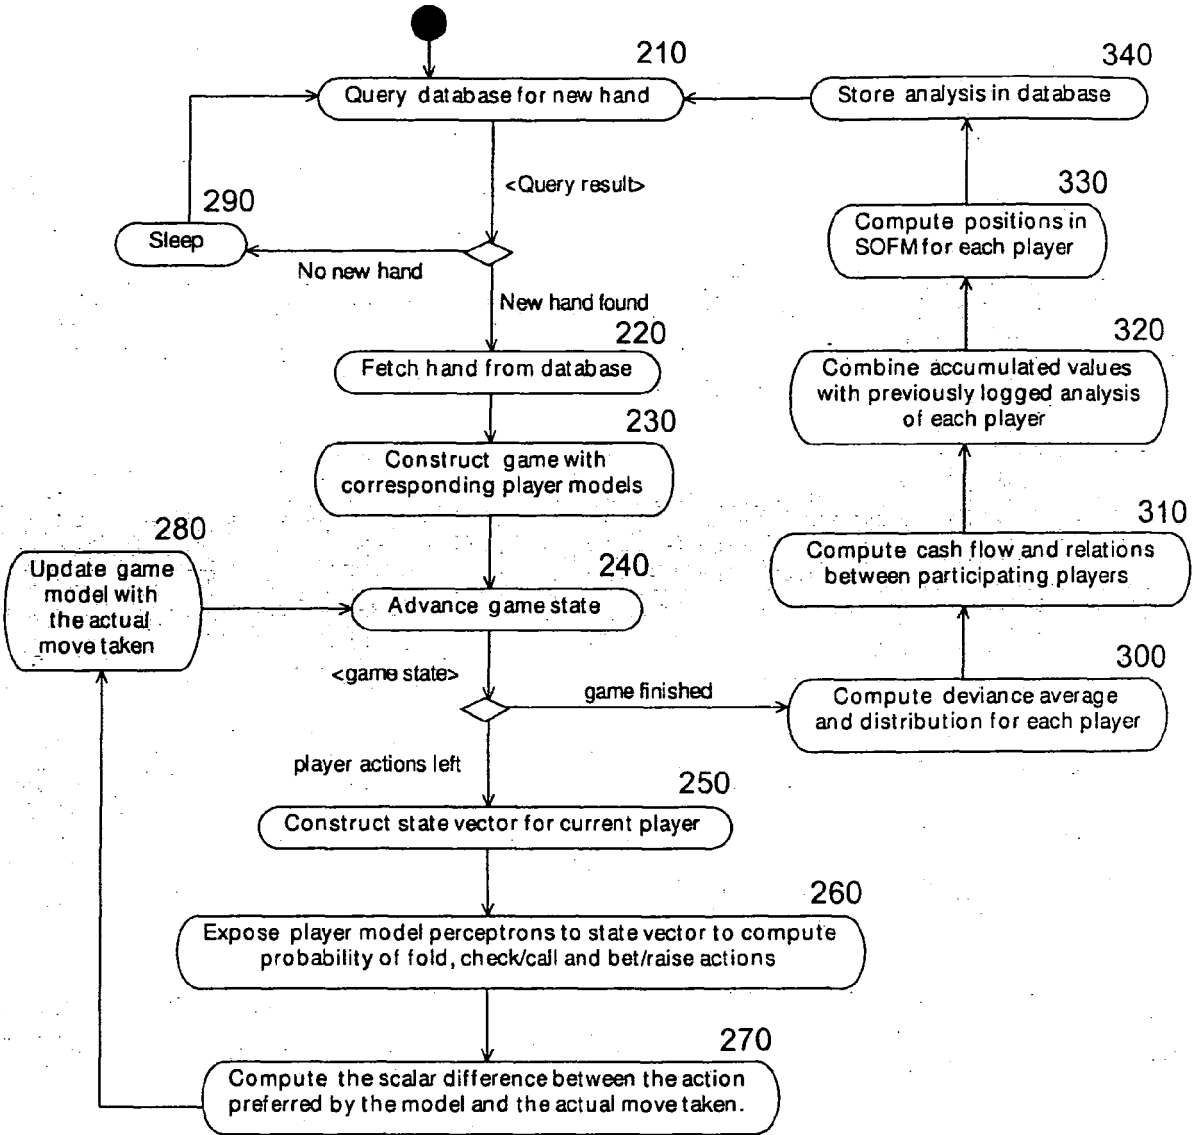 210
Query database for new hand
340
Store analysis in database
<Query result>
290
Sleep
No new hand
330
Compute positions in
SOFM for each player
New hand found
220
Fetch hand from database
320
Combine accumulated values
with previously logged analysis
of each player
230
Construct game with
corresponding player models
310
Compute cash flow and relations
between participating players
280
Update game
model with
the actual
move taken
240
Advance game state
<game state>
game finished
300
Compute deviance average
and distribution for each player
player actions left
250
Construct state vector for current player
260
Expose player model perceptrons to state vector to compute
probability of fold, check/call and bet/raise actions
270
Compute the scalar difference between the action
preferred by the model and the actual move taken.